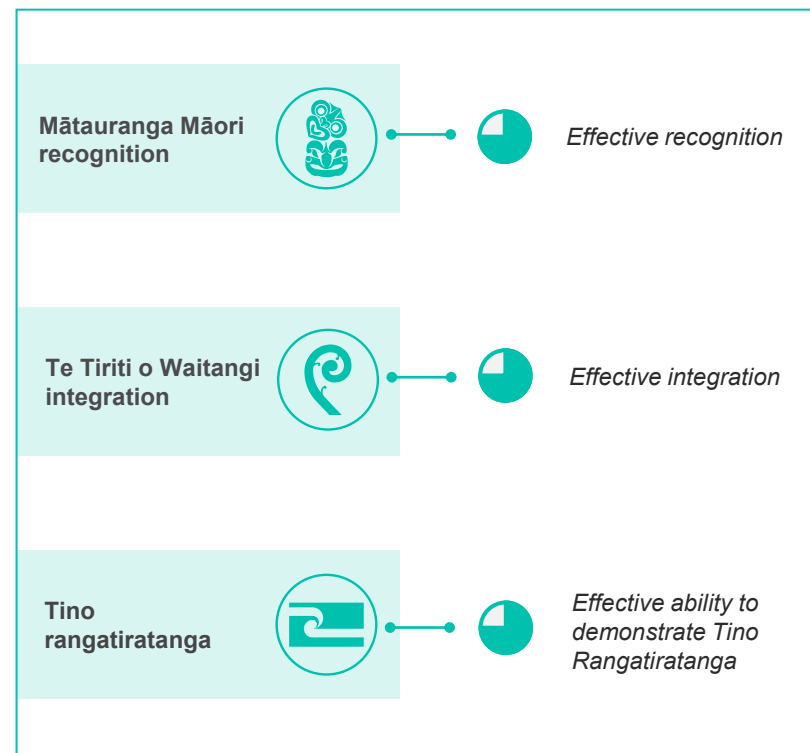 Mātauranga Māori
recognition
Effective recognition
Te Tiriti o Waitangi
integration
Effective integration
Tino
rangatiratanga
Effective ability to
demonstrate Tino
Rangatiratanga